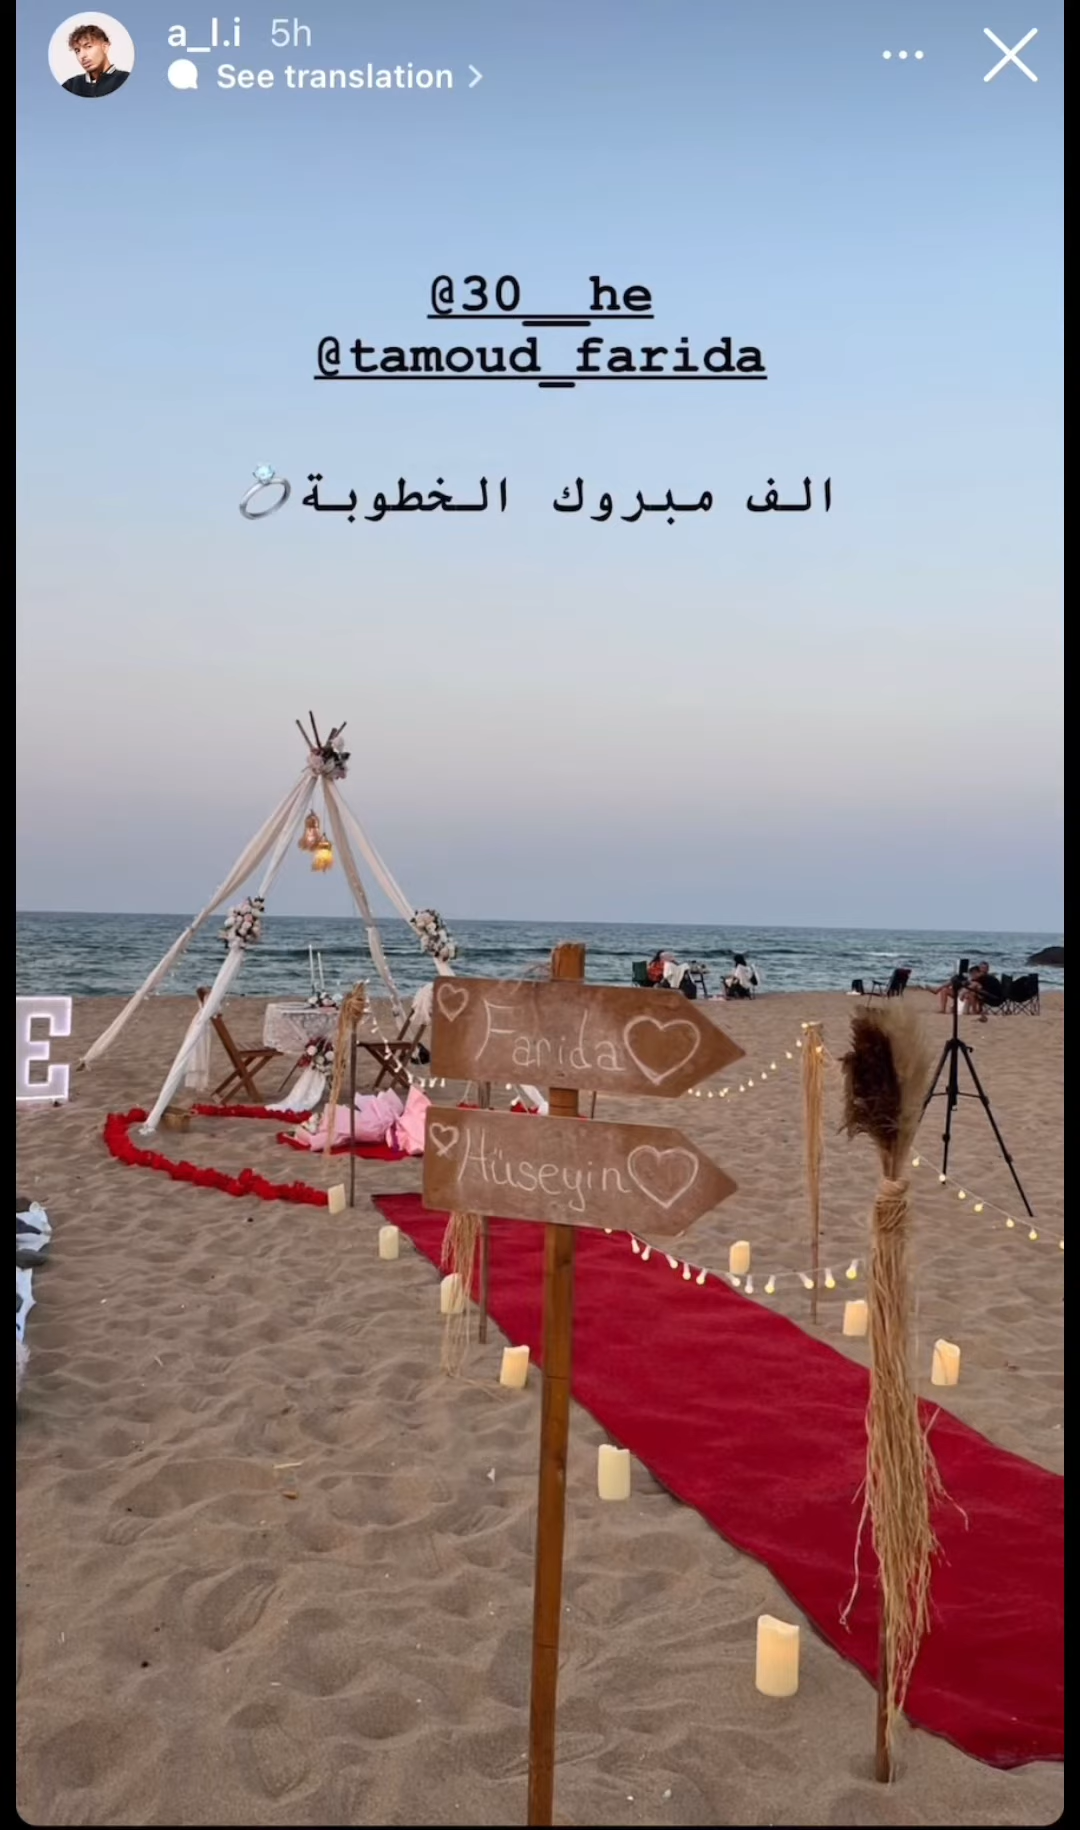 a_l.i 5h
See translation >
@30__he
@tamoud_farida
الف مبروك الخطوبة
E
Farida
Hüseyin